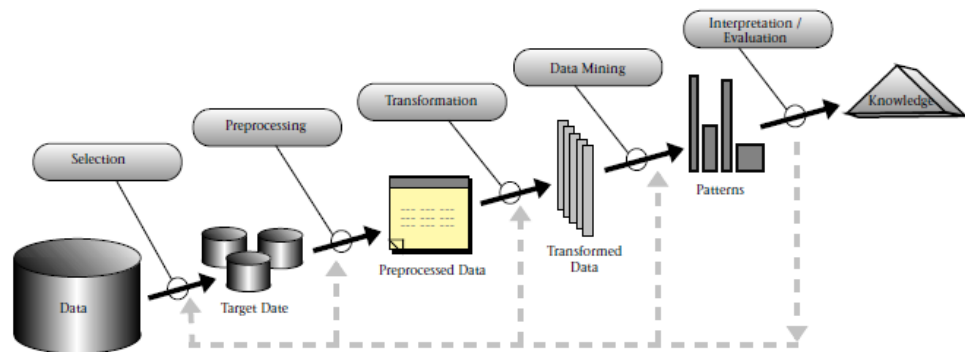 Interpretation /
Evaluation
Data Mining
Transformation
Preprocessing
Selection
Knowledge
Patterns
Transformed
Data
Preprocessed Data
Target Date
Data